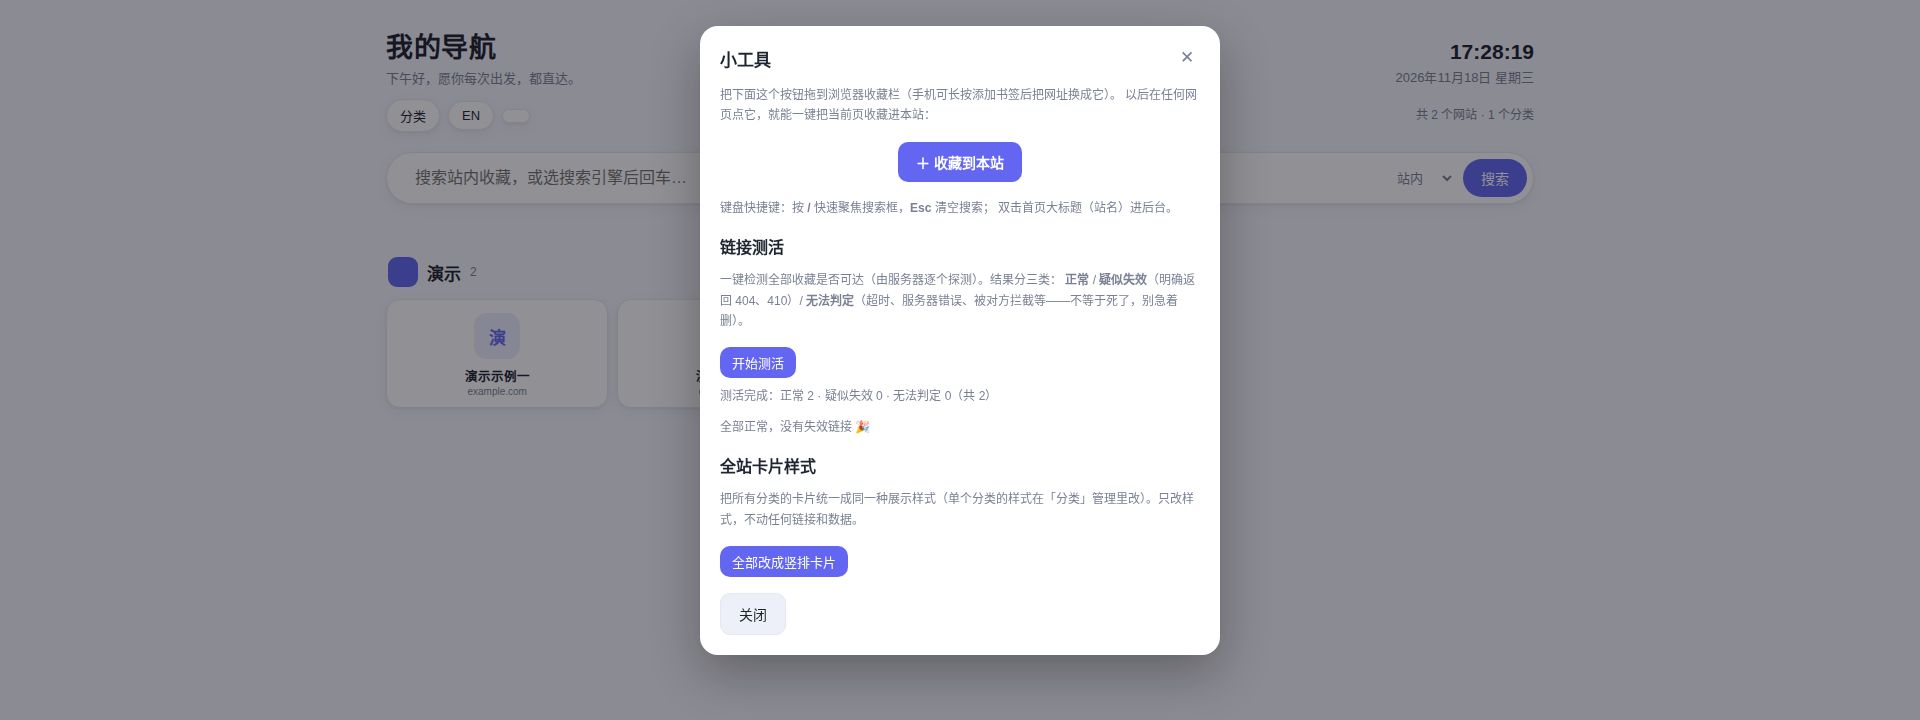 我的导航
下午好，愿你每次出发，都直达。
分类
EN
17:28:19
2026年11月18日 星期三
共 2 个网站 · 1 个分类
搜索站内收藏，或选搜索引擎后回车…
站内
搜索
演示 2
演
演示示例一
example.com
小工具
✕
把下面这个按钮拖到浏览器收藏栏（手机可长按添加书签后把网址换成它）。 以后在任何网
页点它，就能一键把当前页收藏进本站：
＋ 收藏到本站
键盘快捷键：按 / 快速聚焦搜索框，Esc 清空搜索； 双击首页大标题（站名）进后台。
链接测活
一键检测全部收藏是否可达（由服务器逐个探测）。结果分三类： 正常 / 疑似失效（明确返
回 404、410）/ 无法判定（超时、服务器错误、被对方拦截等——不等于死了，别急着
删）。
开始测活
测活完成：正常 2 · 疑似失效 0 · 无法判定 0（共 2）
全部正常，没有失效链接 🎉
全站卡片样式
把所有分类的卡片统一成同一种展示样式（单个分类的样式在「分类」管理里改）。只改样
式，不动任何链接和数据。
全部改成竖排卡片
关闭